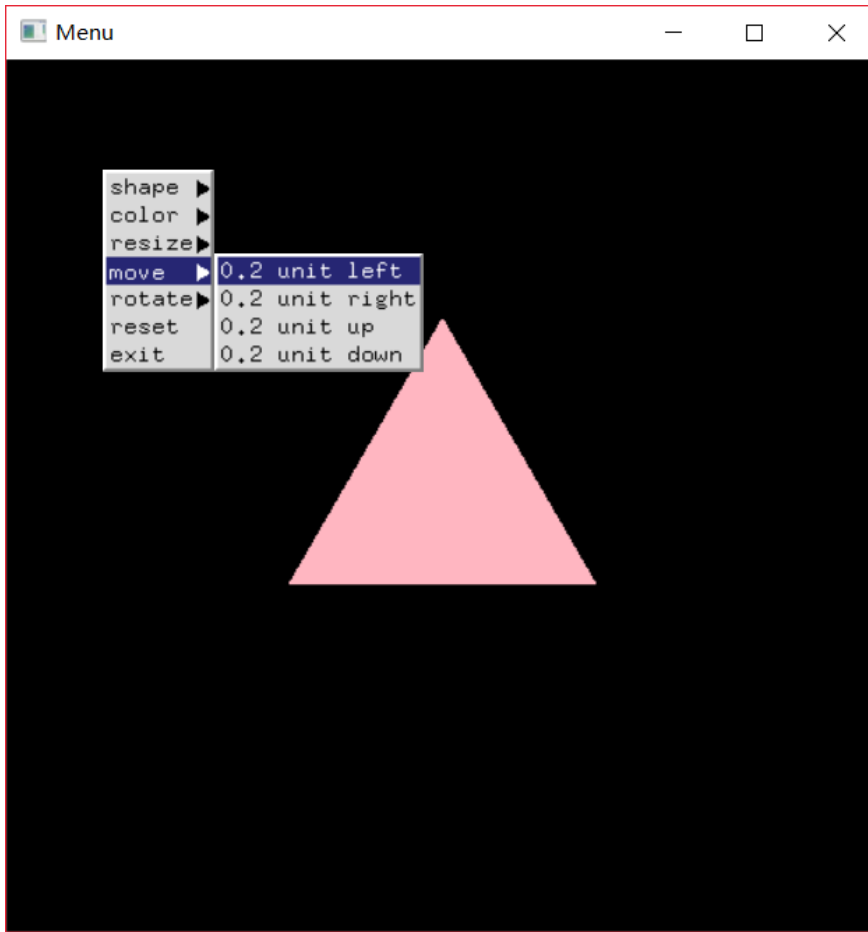 Menu
shape
color
resize
move
rotate
reset
exit
0.2 unit left
0.2 unit right
0.2 unit up
0.2 unit down